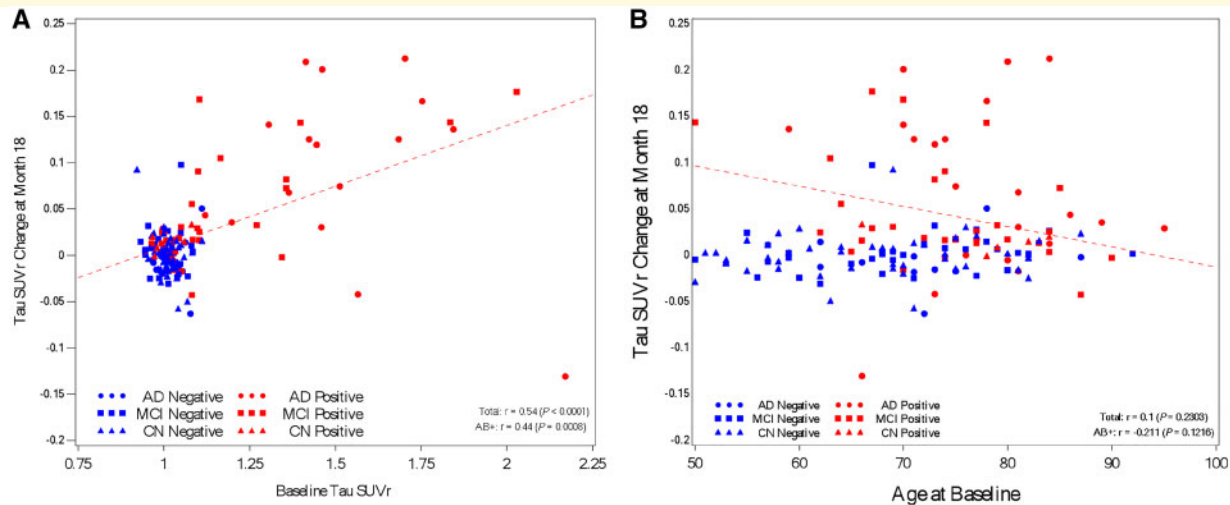 A
0.25
0.2
0.15
0.1
0.05
0
-0.05
-0.1
-0.15
-0.2
Tau SUVr Change at Month 18
AD Negative AD Positive
MCI Negative MCI Positive
CN Negative CN Positive
Total: r = 0.54 (P < 0.0001)
AB+: r = 0.44 (P = 0.0008)
0.75 1 1.25 1.5 1.75 2 2.25
Baseline Tau SUVr
B
0.25
0.2
0.15
0.1
0.05
0
-0.05
-0.1
-0.15
-0.2
Tau SUVr Change at Month 18
AD Negative AD Positive
MCI Negative MCI Positive
CN Negative CN Positive
Total: r = 0.1 (P = 0.2303)
AB+: r = -0.211 (P = 0.1216)
50 60 70 80 90 100
Age at Baseline